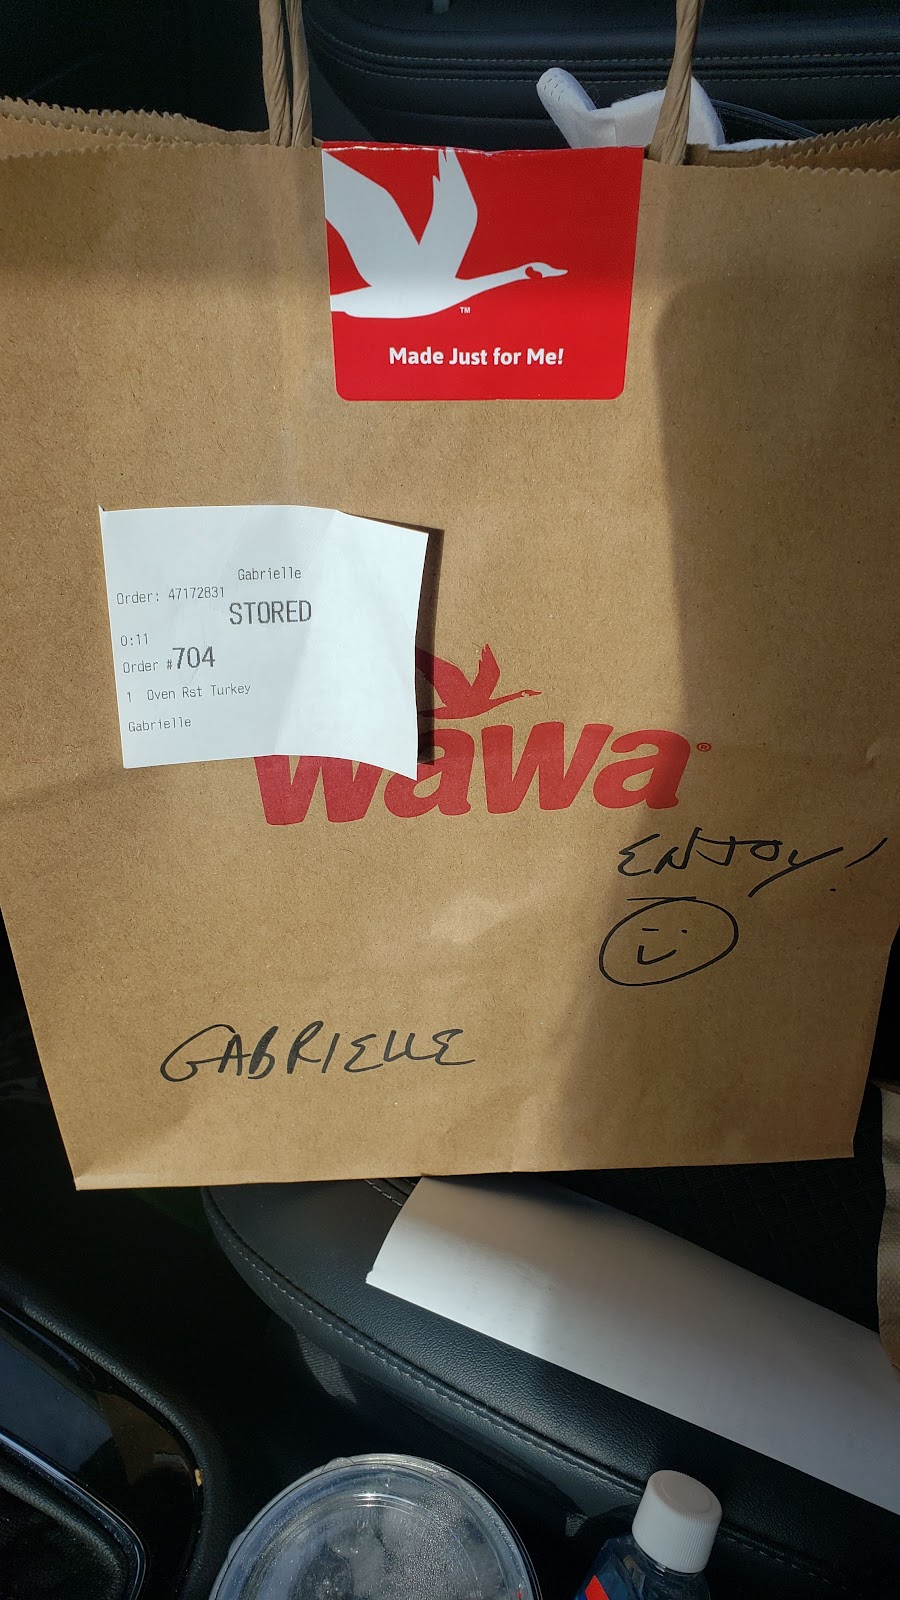 TM
Made Just for Me!
Gabrielle
Order: 47172831
STORED
0:11
Order #704
1 Oven Rst Turkey
Gabrielle
wawa®
ENJOY!
GABRIELLE